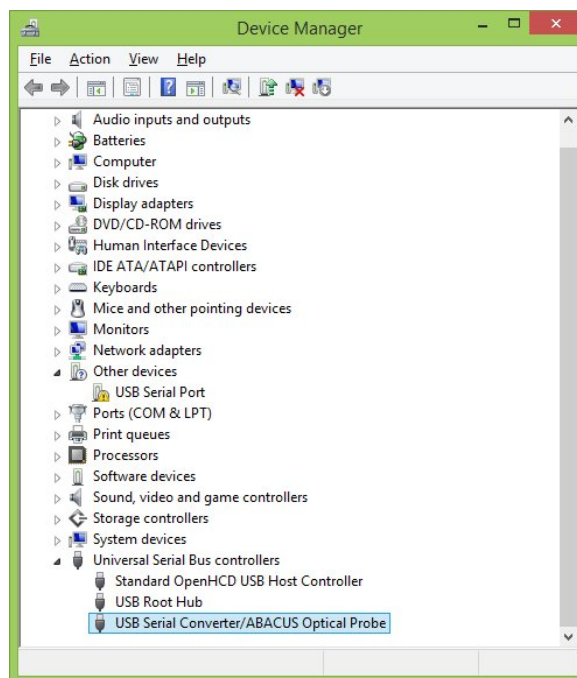 Device Manager
File Action View Help
Audio inputs and outputs
Batteries
Computer
Disk drives
Display adapters
DVD/CD-ROM drives
Human Interface Devices
IDE ATA/ATAPI controllers
Keyboards
Mice and other pointing devices
Monitors
Network adapters
Other devices
USB Serial Port
Ports (COM & LPT)
Print queues
Processors
Software devices
Sound, video and game controllers
Storage controllers
System devices
Universal Serial Bus controllers
Standard OpenHCD USB Host Controller
USB Root Hub
USB Serial Converter/ABACUS Optical Probe